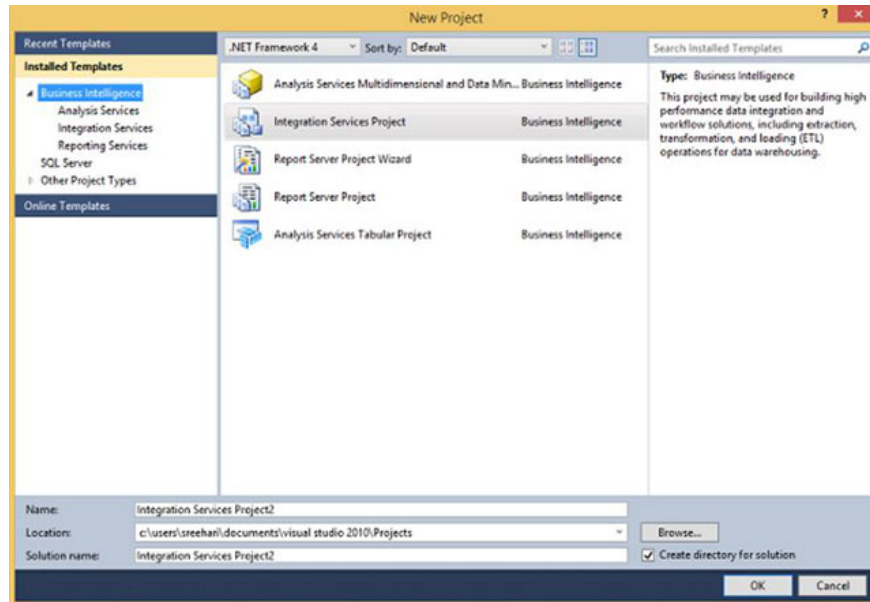 New Project
?
Recent Templates
Installed Templates
Business Intelligence
Analysis Services
Integration Services
Reporting Services
SQL Server
Other Project Types
Online Templates
.NET Framework 4
Sort by: Default
Analysis Services Multidimensional and Data Min... Business Intelligence
Integration Services Project Business Intelligence
Report Server Project Wizard Business Intelligence
Report Server Project Business Intelligence
Analysis Services Tabular Project Business Intelligence
Search Installed Templates
Type: Business Intelligence
This project may be used for building high
performance data integration and
workflow solutions, including extraction,
transformation, and loading (ETL)
operations for data warehousing.
Name: Integration Services Project2
Location: c:\users\sreehari\documents\visual studio 2010\Projects Browse...
Solution name: Integration Services Project2 Create directory for solution
OK Cancel